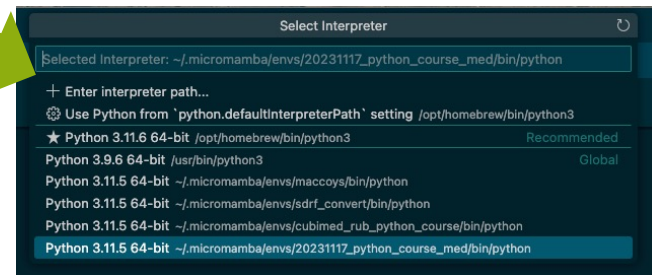 Select Interpreter
Selected Interpreter: ~/.micromamba/envs/20231117_python_course_med/bin/python
+ Enter interpreter path...
Use Python from `python.defaultInterpreterPath` setting /opt/homebrew/bin/python3
★ Python 3.11.6 64-bit /opt/homebrew/bin/python3 Recommended
Python 3.9.6 64-bit /usr/bin/python3 Global
Python 3.11.5 64-bit ~/.micromamba/envs/maccoys/bin/python
Python 3.11.5 64-bit ~/.micromamba/envs/sdrf_convert/bin/python
Python 3.11.5 64-bit ~/.micromamba/envs/cubimed_rub_python_course/bin/python
Python 3.11.5 64-bit ~/.micromamba/envs/20231117_python_course_med/bin/python